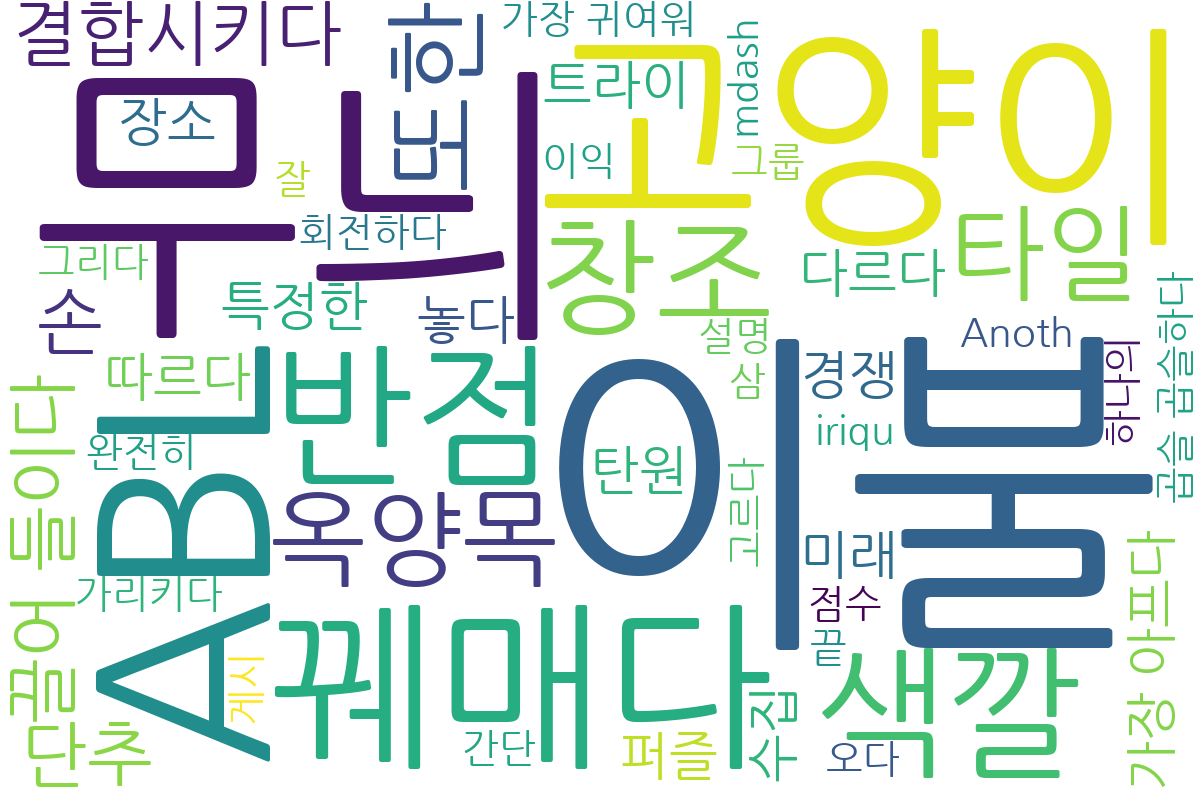 결합시키다
또한
가장 귀여워
mdash
고양이
무늬
장소
트라이
이익
그룹
잘
회전하다
그리다
손
특정한
놓다
창조
다르다
타일
곱슬 곱슬하다
설명
Anoth
하나의
따르다
반점
삼
경쟁
이불
iriqu
완전히
ABL
탄원
고르다
끌어 들이다
옥양목
미래
가리키다
점수
꿰매다
끝
색깔
가장 아프다
게시
단추
간단
퍼즐
수집
오다